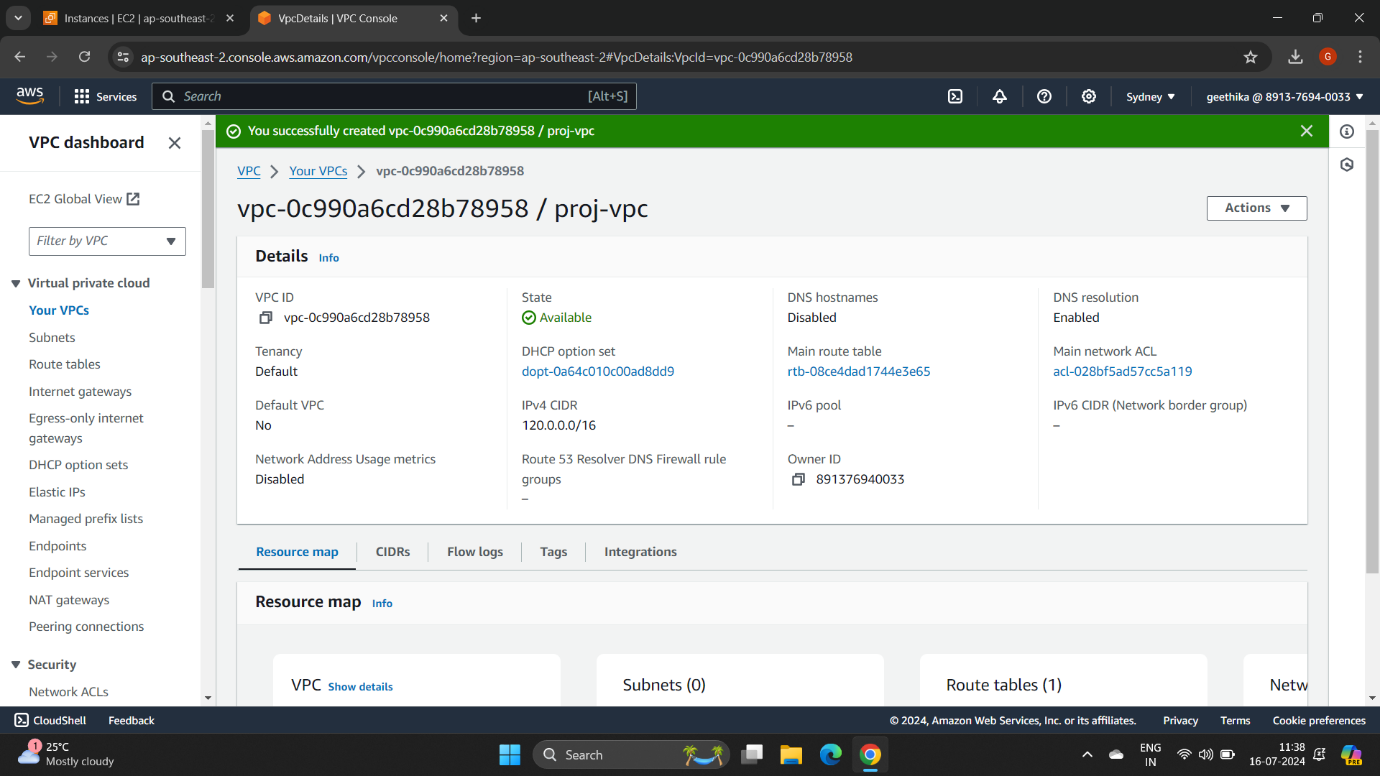 Instances | EC2 | ap-southeast-2
VpcDetails | VPC Console
ap-southeast-2.console.aws.amazon.com/vpcconsole/home?region=ap-southeast-2#VpcDetails:VpcId=vpc-0c990a6cd28b78958
G
aws
Services
Search
[Alt+S]
Sydney
geethika @ 8913-7694-0033
VPC dashboard
EC2 Global View
Filter by VPC
Virtual private cloud
Your VPCs
Subnets
Route tables
Internet gateways
Egress-only internet
gateways
DHCP option sets
Elastic IPs
Managed prefix lists
Endpoints
Endpoint services
NAT gateways
Peering connections
Security
Network ACLs
You successfully created vpc-0c990a6cd28b78958 / proj-vpc
VPC
Your VPCs
vpc-0c990a6cd28b78958
vpc-0c990a6cd28b78958 / proj-vpc
Actions
Details Info
VPC ID
vpc-0c990a6cd28b78958
State
Available
DNS hostnames
Disabled
DNS resolution
Enabled
Tenancy
Default
DHCP option set
dopt-0a64c010c00ad8dd9
Main route table
rtb-08ce4dad1744e3e65
Main network ACL
acl-028bf5ad57cc5a119
Default VPC
No
IPv4 CIDR
120.0.0.0/16
IPv6 pool
–
IPv6 CIDR (Network border group)
–
Network Address Usage metrics
Disabled
Route 53 Resolver DNS Firewall rule
groups
–
Owner ID
891376940033
Resource map
CIDRs
Flow logs
Tags
Integrations
Resource map Info
VPC Show details
Subnets (0)
Route tables (1)
Netw
CloudShell
Feedback
© 2024, Amazon Web Services, Inc. or its affiliates.
Privacy
Terms
Cookie preferences
1
25°C
Mostly cloudy
Search
ENG
IN
11:38
16-07-2024
PRE